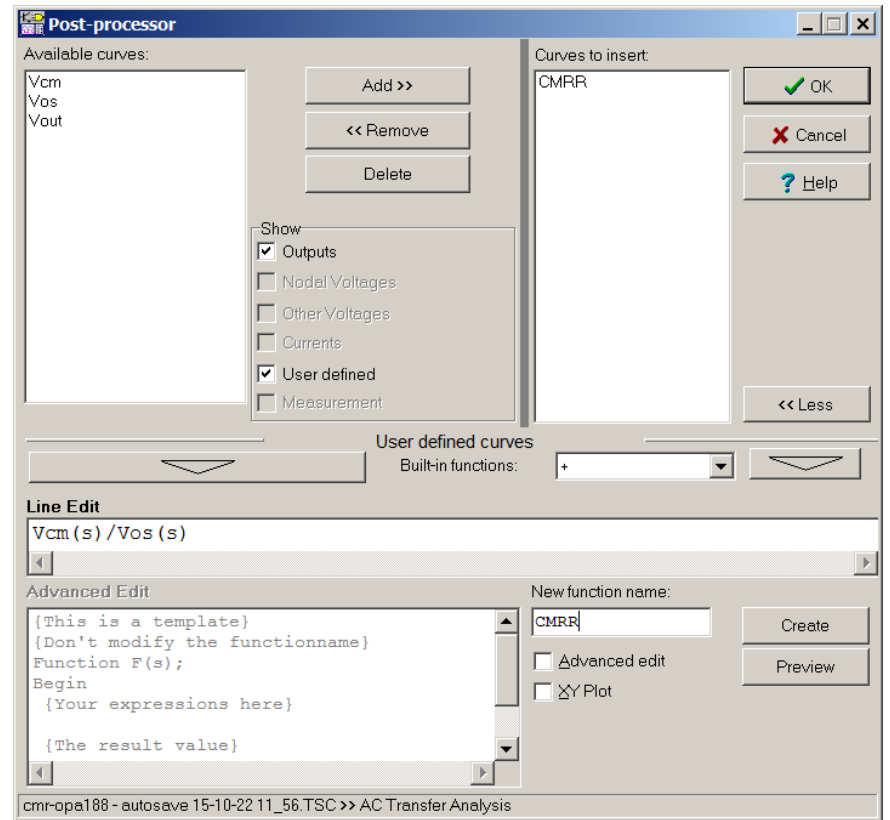 Post-processor
Available curves:
Vcm
Vos
Vout
Add >>
<< Remove
Delete
Show
Outputs
Nodal Voltages
Other Voltages
Currents
User defined
Measurement
Curves to insert:
CMRR
OK
Cancel
? Help
<< Less
User defined curves
Built-in functions:
+
Line Edit
Vcm(s)/Vos(s)
Advanced Edit
{This is a template}
{Don't modify the functionname}
Function F(s);
Begin
{Your expressions here}
{The result value}
New function name:
CMRR
Advanced edit
XY Plot
Create
Preview
cmr-opa188 - autosave 15-10-22 11_56.TSC >> AC Transfer Analysis